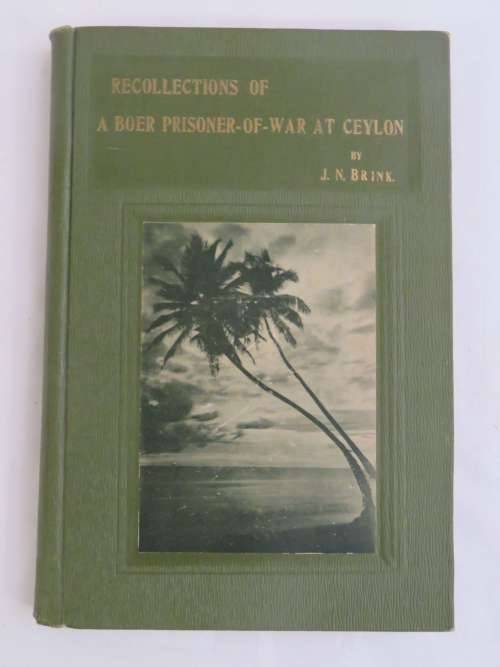 RECOLLECTIONS OF
A BOER PRISONER-OF-WAR AT CEYLON
BY
J. N. BRINK.